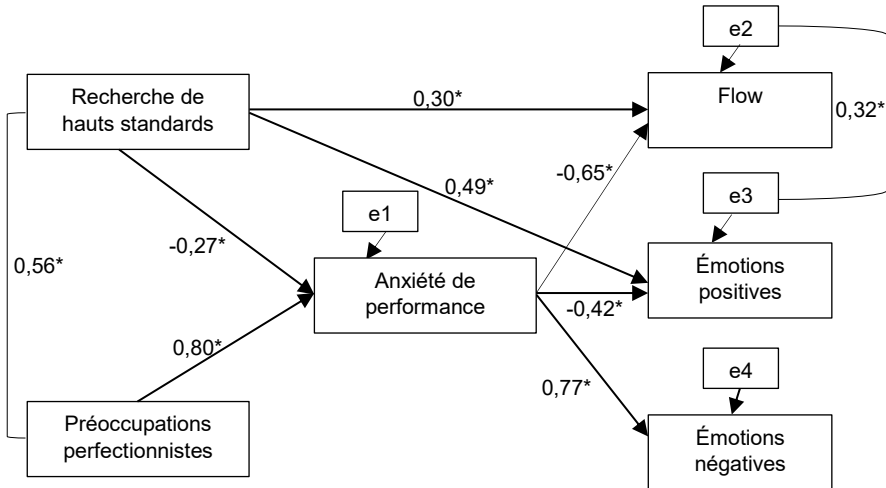 e2
Recherche de
hauts standards
0,30*
Flow
0,32*
-0,65*
0,49*
e3
e1
-0,27*
0,56*
Anxiété de
performance
Émotions
positives
-0,42*
0,80*
e4
0,77*
Préoccupations
perfectionnistes
Émotions
négatives